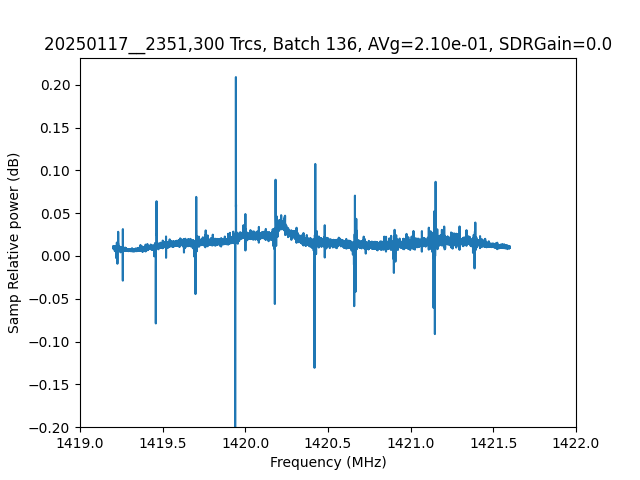 20250117__2351,300 Trcs, Batch 136, AVg=2.10e-01, SDRGain=0.0
0.20
0.15
0.10
0.05
0.00
−0.05
−0.10
−0.15
−0.20
Samp Relative power (dB)
1419.0 1419.5 1420.0 1420.5 1421.0 1421.5 1422.0
Frequency (MHz)